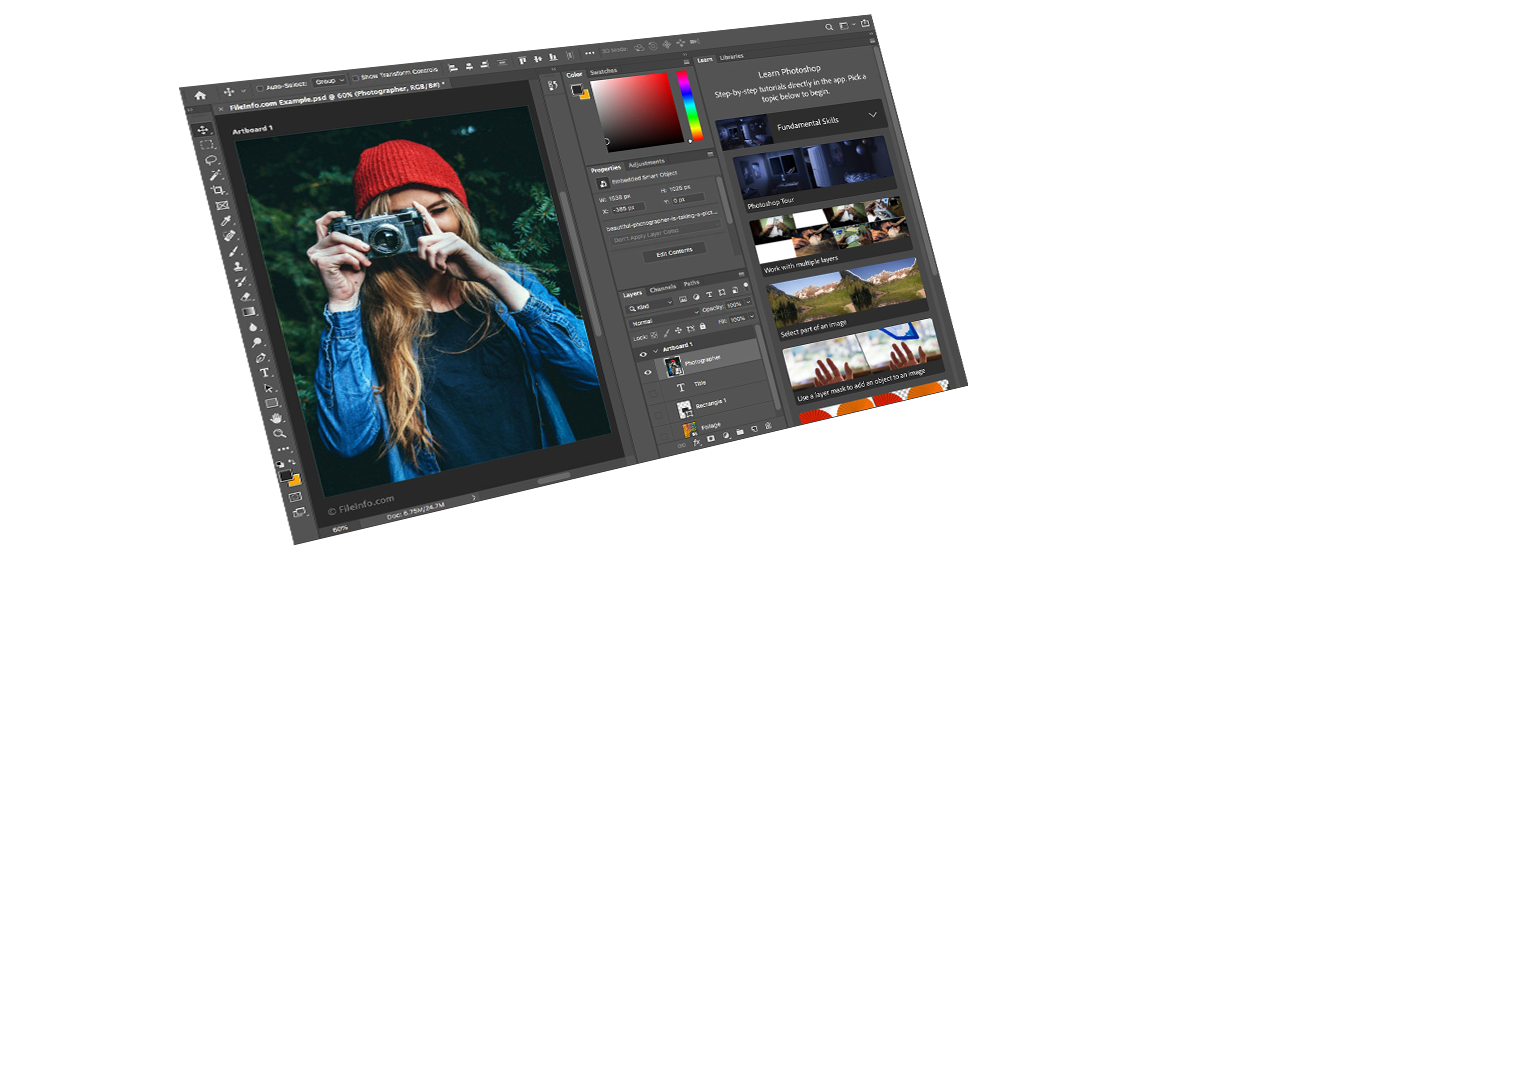 Auto-Select: Group Show Transform Controls 3D Mode:
FileInfo.com Example.psd @ 60% (Photographer, RGB/8#) *
Artboard 1
© FileInfo.com
60% Doc: 6.75M/24.7M
Color Swatches
Properties Adjustments
Embedded Smart Object
W: 1538 px H: 1026 px
X: -385 px Y: 0 px
beautiful-photographer-is-taking-a-pict...
Don't Apply Layer Comp
Edit Contents
Layers Channels Paths
Kind
Normal Opacity: 100%
Lock: Fill: 100%
Artboard 1
Photographer
Title
Rectangle 1
Foliage
Learn Libraries
Learn Photoshop
Step-by-step tutorials directly in the app. Pick a
topic below to begin.
Fundamental Skills
Photoshop Tour
Work with multiple layers
Select part of an image
Use a layer mask to add an object to an image